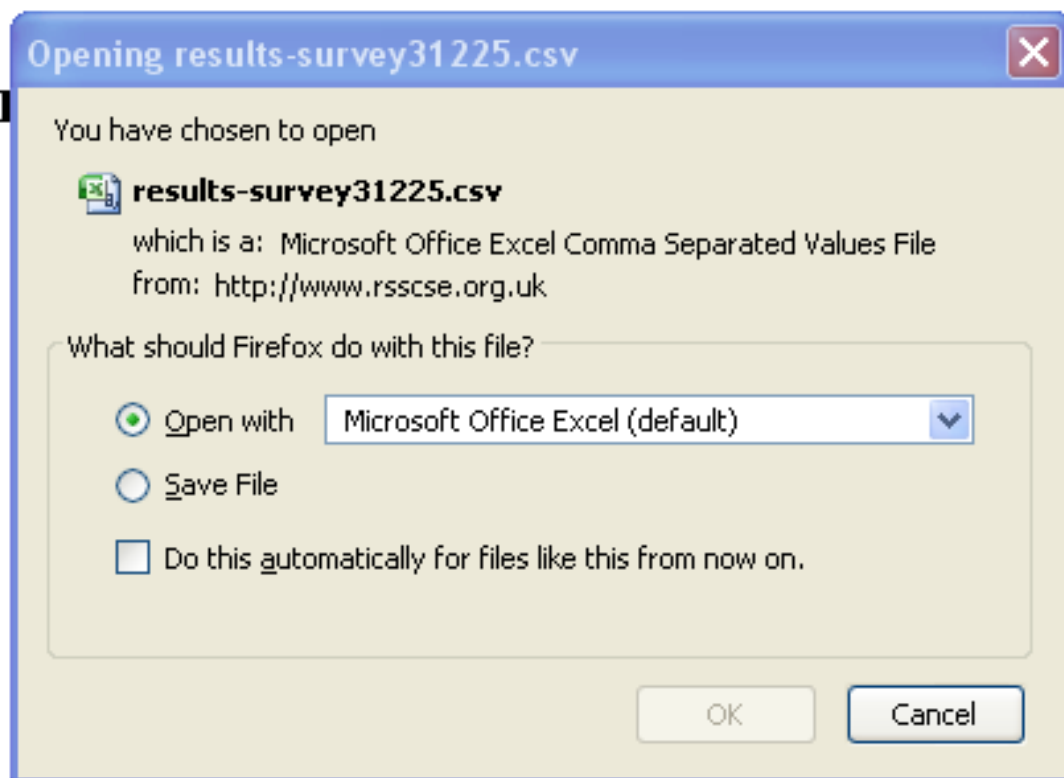 Opening results-survey31225.csv
You have chosen to open
results-survey31225.csv
which is a: Microsoft Office Excel Comma Separated Values File
from: http://www.rsscse.org.uk
What should Firefox do with this file?
Open with Microsoft Office Excel (default)
Save File
Do this automatically for files like this from now on.
OK Cancel